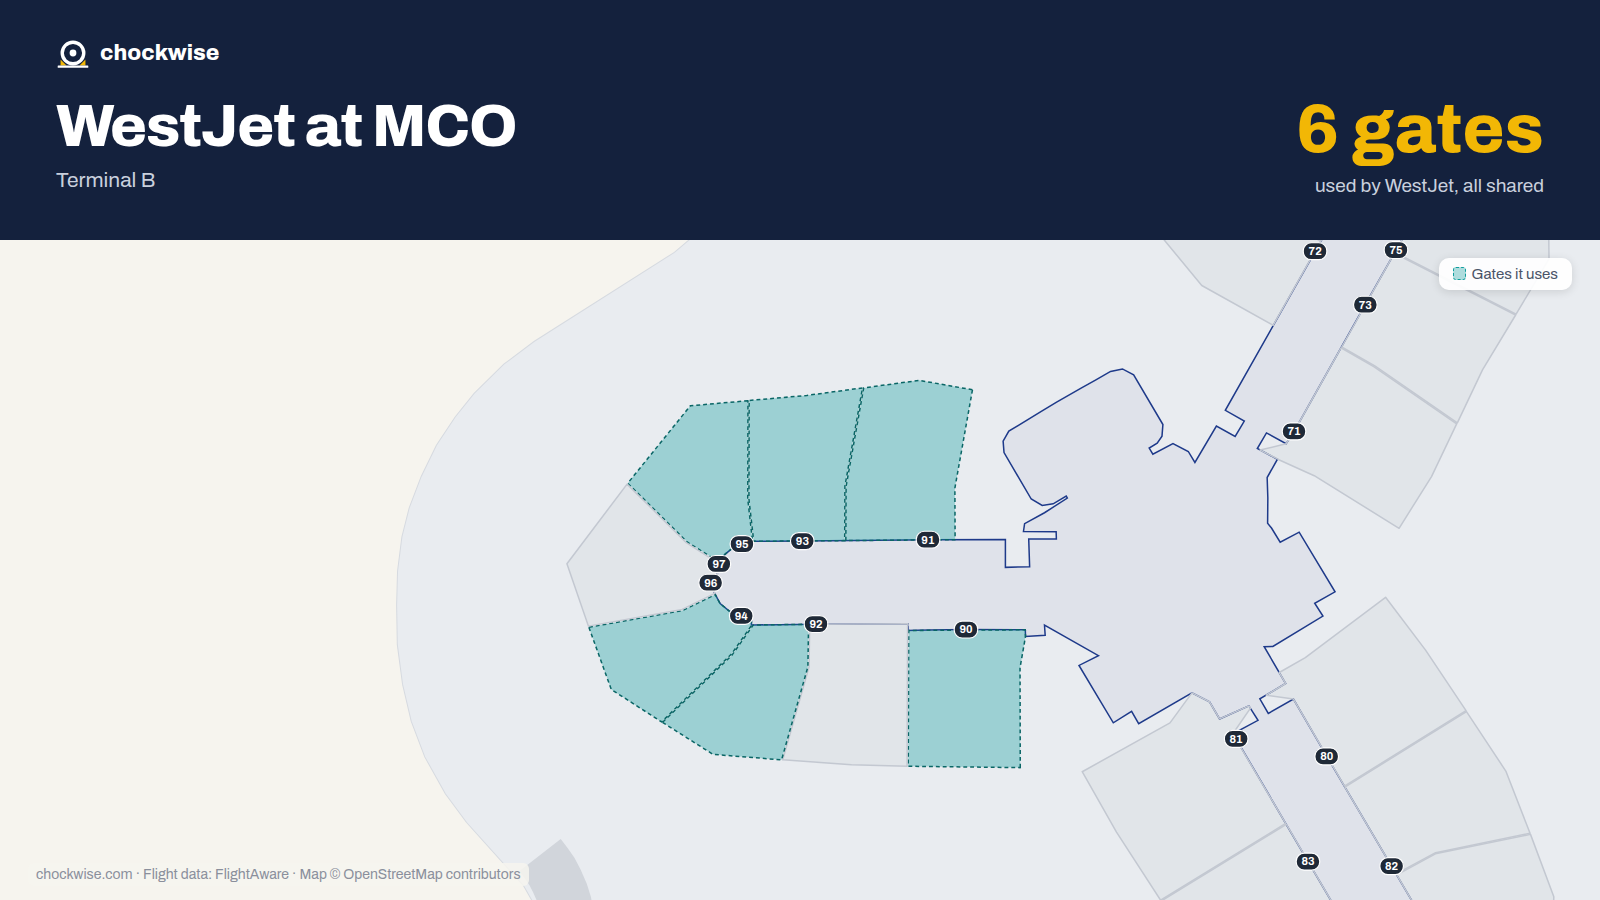 chockwise
WestJet at MCO
Terminal B
6 gates
used by WestJet, all shared
72
75
Gates it uses
73
71
95
93
91
97
96
94
92
90
81
80
83
82
chockwise.com · Flight data: FlightAware · Map © OpenStreetMap contributors